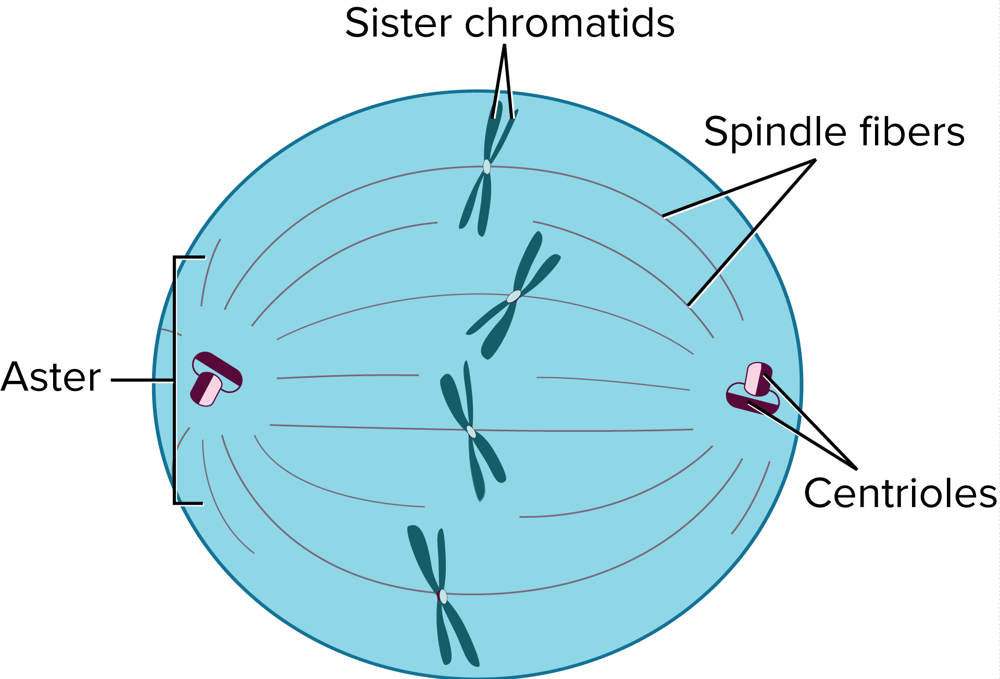 Sister chromatids
Spindle fibers
Aster
Centrioles